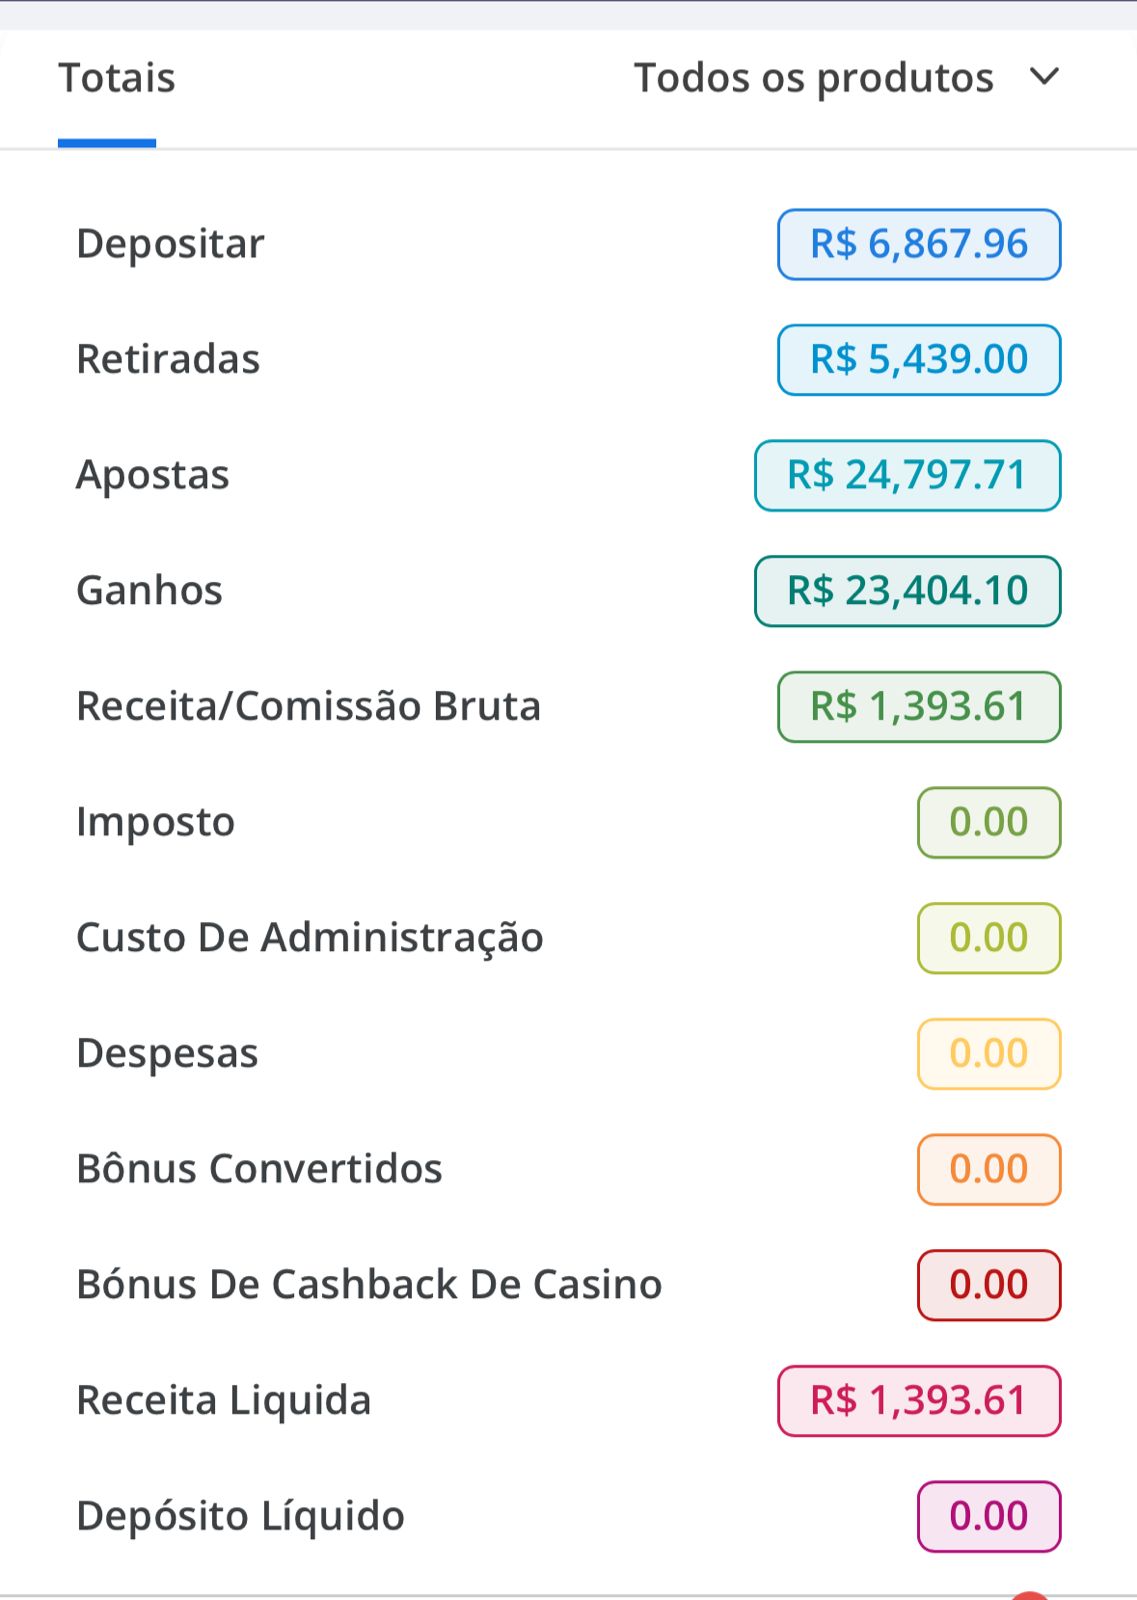 Totais
Todos os produtos
Depositar R$ 6,867.96
Retiradas R$ 5,439.00
Apostas R$ 24,797.71
Ganhos R$ 23,404.10
Receita/Comissão Bruta R$ 1,393.61
Imposto 0.00
Custo De Administração 0.00
Despesas 0.00
Bônus Convertidos 0.00
Bónus De Cashback De Casino 0.00
Receita Liquida R$ 1,393.61
Depósito Líquido 0.00